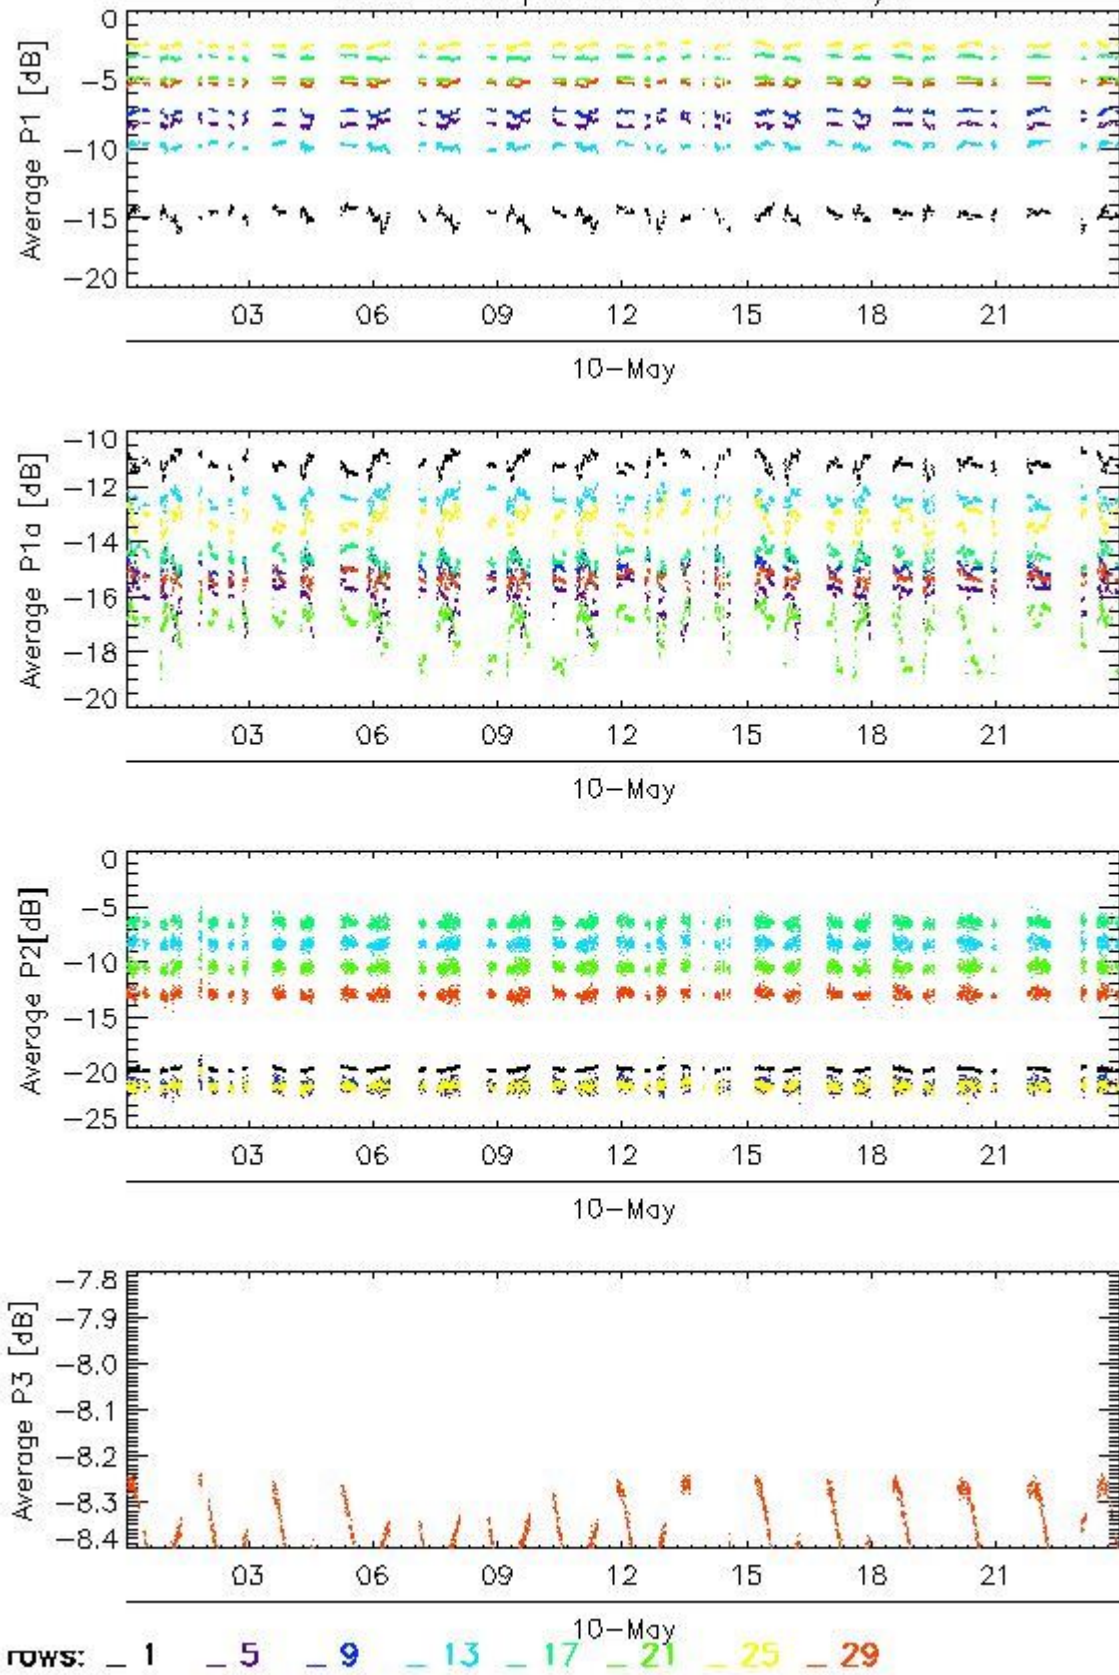 0
−5
−10
−15
−20
Average P1 [dB]
03 06 09 12 15 18 21
10−May
−10
−12
−14
−16
−18
−20
Average P1a [dB]
03 06 09 12 15 18 21
10−May
0
−5
−10
−15
−20
−25
Average P2[dB]
03 06 09 12 15 18 21
10−May
−7.8
−7.9
−8.0
−8.1
−8.2
−8.3
−8.4
Average P3 [dB]
03 06 09 12 15 18 21
10−May
rows: _ 1 _ 5 _ 9 _ 13 _ 17 _ 21 _ 25 _ 29